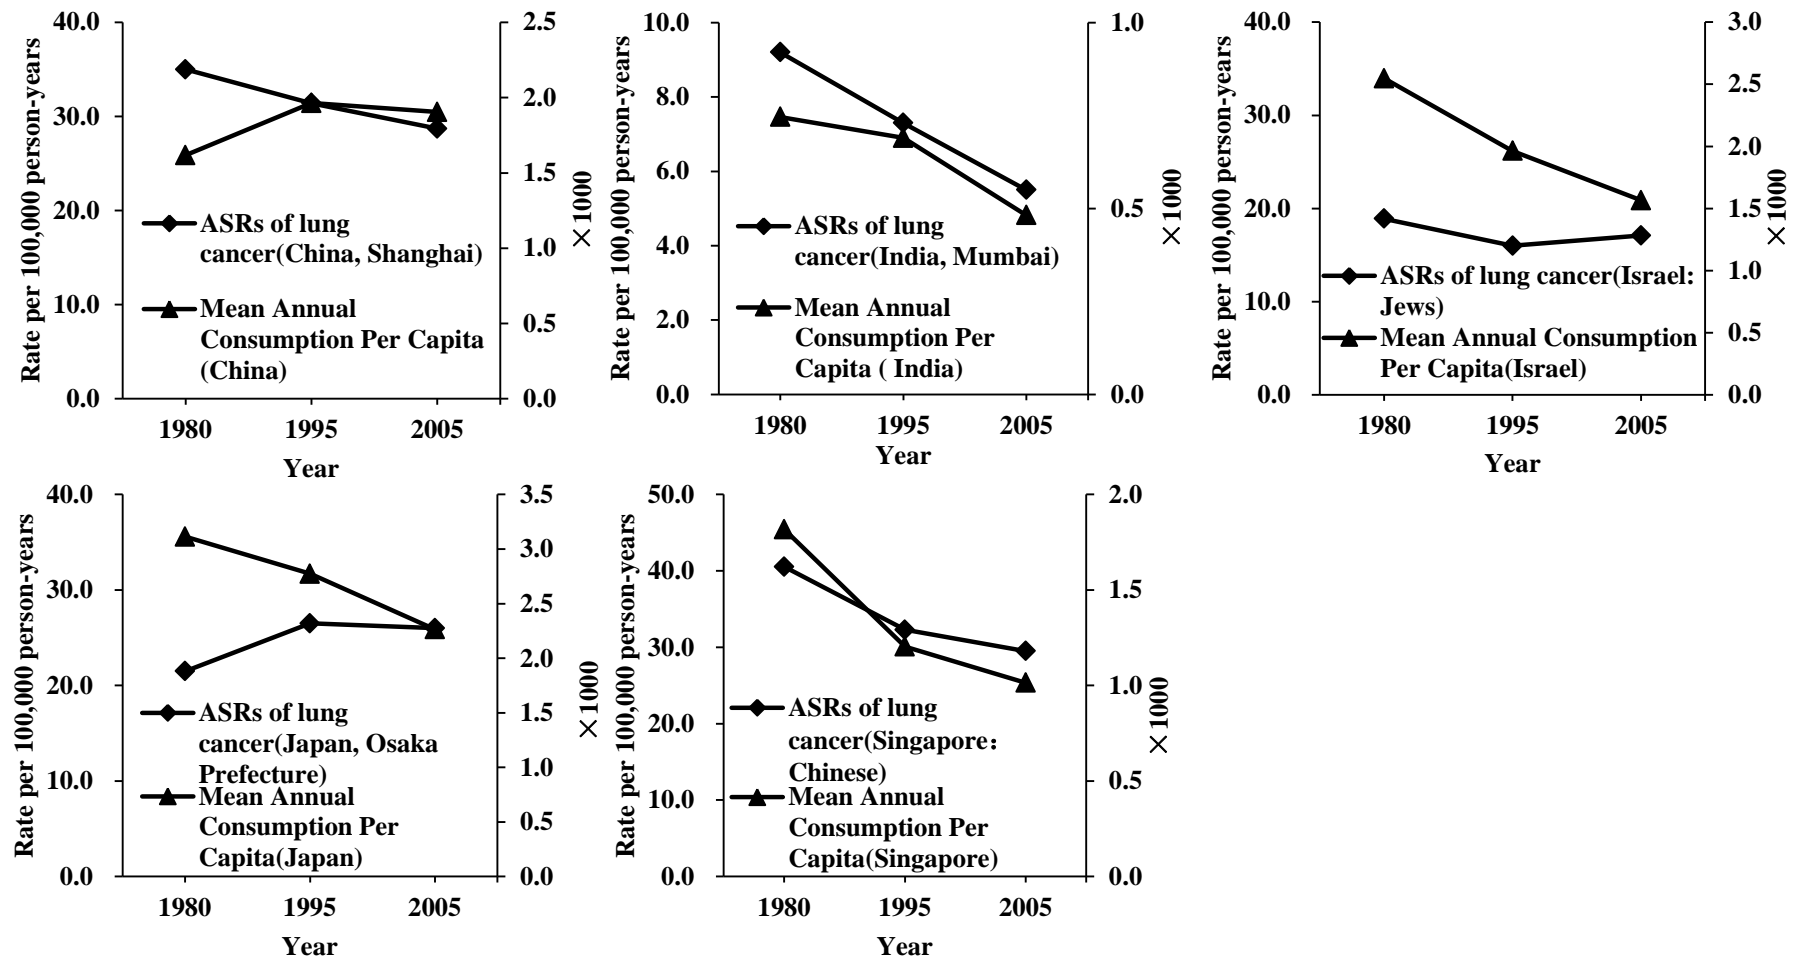 Rate per 100,000 person-years
40.0
30.0
20.0
10.0
0.0
2.5
2.0
1.5
1.0
0.5
0.0
×1000
ASRs of lung
cancer(China, Shanghai)
Mean Annual
Consumption Per Capita
(China)
1980 1995 2005
Year
Rate per 100,000 person-years
10.0
8.0
6.0
4.0
2.0
0.0
1.0
0.5
0.0
×1000
ASRs of lung
cancer(India, Mumbai)
Mean Annual
Consumption Per
Capita ( India)
1980 1995 2005
Year
Rate per 100,000 person-years
40.0
30.0
20.0
10.0
0.0
3.0
2.5
2.0
1.5
1.0
0.5
0.0
×1000
ASRs of lung cancer(Israel:
Jews)
Mean Annual Consumption
Per Capita(Israel)
1980 1995 2005
Year
Rate per 100,000 person-years
40.0
30.0
20.0
10.0
0.0
3.5
3.0
2.5
2.0
1.5
1.0
0.5
0.0
×1000
ASRs of lung
cancer(Japan, Osaka
Prefecture)
Mean Annual
Consumption Per
Capita(Japan)
1980 1995 2005
Year
Rate per 100,000 person-years
50.0
40.0
30.0
20.0
10.0
0.0
2.0
1.5
1.0
0.5
0.0
×1000
ASRs of lung
cancer(Singapore：
Chinese)
Mean Annual
Consumption Per
Capita(Singapore)
1980 1995 2005
Year